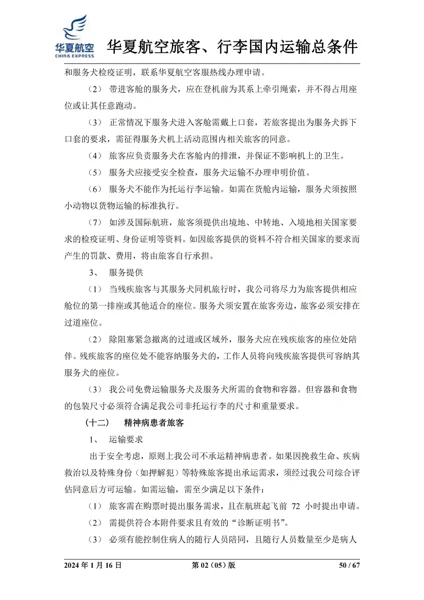 华夏航空
CHINA EXPRESS
华夏航空旅客、行李国内运输总条件
和服务犬检疫证明，联系华夏航空客服热线办理申请。
（2） 带进客舱的服务犬，应在登机前为其系上牵引绳索，并不得占用座
位或让其任意跑动。
（3） 正常情况下服务犬进入客舱需戴上口套，若旅客提出为服务犬拆下
口套的要求，需征得服务犬机上活动范围内相关旅客的同意。
（4） 旅客应负责服务犬在客舱内的排泄，并保证不影响机上的卫生。
（5） 服务犬应接受安全检查，服务犬运输不办理申明价值。
（6） 服务犬不能作为托运行李运输。如需在货舱内运输，服务犬须按照
小动物以货物运输的标准执行。
（7） 如涉及国际航班，旅客须提供出境地、中转地、入境地相关国家要
求的检疫证明、身份证明等资料。如因旅客提供的资料不符合相关国家的要求而
产生的罚款、费用，将由旅客自行承担。
3、 服务提供
（1） 当残疾旅客与其服务犬同机旅行时，我公司将尽力为旅客提供相应
舱位的第一排座或其他适合的座位。服务犬须安置在旅客旁边，旅客必须安排在
过道座位。
（2） 除阻塞紧急撤离的过道或区域外，服务犬应在残疾旅客的座位处陪
伴。残疾旅客的座位处不能容纳服务犬的，工作人员将向残疾旅客提供可容纳其
服务犬的座位。
（3） 我公司免费运输服务犬及服务犬所需的食物和容器。但容器和食物
的包装尺寸必须符合满足我公司非托运行李的尺寸和重量要求。
（十二） 精神病患者旅客
1、 运输要求
出于安全考虑，原则上我公司不承运精神病患者。如果因挽救生命、疾病
救治以及特殊身份（如押解犯）等特殊旅客提出承运需求，须经过我公司综合评
估同意后方可运输。如需运输，需至少满足以下条件：
（1） 旅客需在购票时提出服务需求，且在航班起飞前 72 小时提出申请。
（2） 需提供符合本附件要求且有效的“诊断证明书”。
（3） 必须有能控制住病人的随行人员陪同，且随行人员数量至少是病人
2024 年 1 月 16 日 第 02（05）版 50 / 67